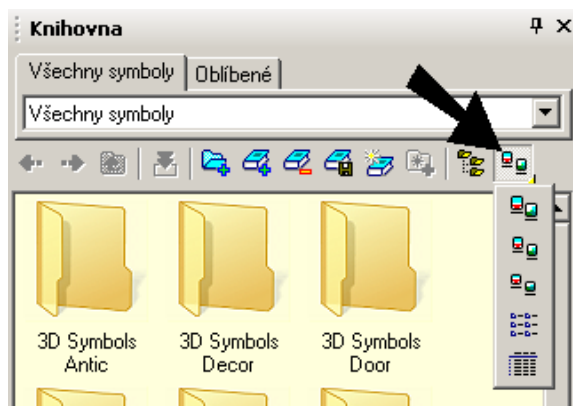 Knihovna
Všechny symboly Oblíbené
Všechny symboly
3D Symbols Antic
3D Symbols Decor
3D Symbols Door